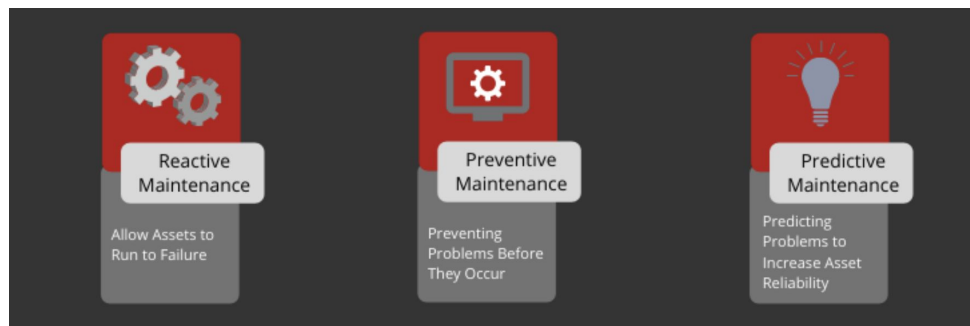 Reactive
Maintenance
Allow Assets to
Run to Failure
Preventive
Maintenance
Preventing
Problems Before
They Occur
Predictive
Maintenance
Predicting
Problems to
Increase Asset
Reliability